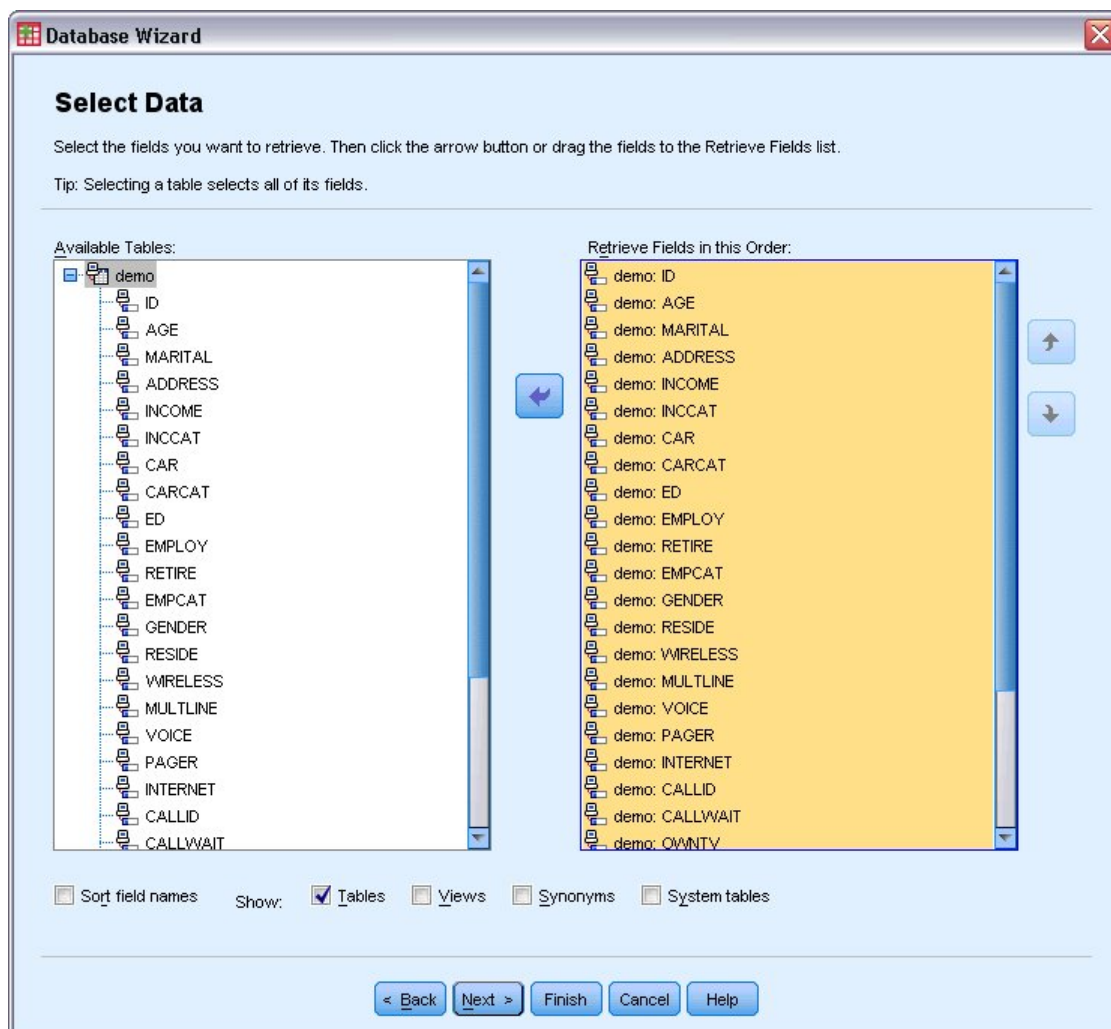 Database Wizard
Select Data
Select the fields you want to retrieve. Then click the arrow button or drag the fields to the Retrieve Fields list.
Tip: Selecting a table selects all of its fields.
Available Tables:
demo
ID
AGE
MARITAL
ADDRESS
INCOME
INCCAT
CAR
CARCAT
ED
EMPLOY
RETIRE
EMPCAT
GENDER
RESIDE
WIRELESS
MULTLINE
VOICE
PAGER
INTERNET
CALLID
CALLWAIT
Retrieve Fields in this Order:
demo: ID
demo: AGE
demo: MARITAL
demo: ADDRESS
demo: INCOME
demo: INCCAT
demo: CAR
demo: CARCAT
demo: ED
demo: EMPLOY
demo: RETIRE
demo: EMPCAT
demo: GENDER
demo: RESIDE
demo: WIRELESS
demo: MULTLINE
demo: VOICE
demo: PAGER
demo: INTERNET
demo: CALLID
demo: CALLWAIT
demo: OWNTV
Sort field names Show: Tables Views Synonyms System tables
< Back Next > Finish Cancel Help